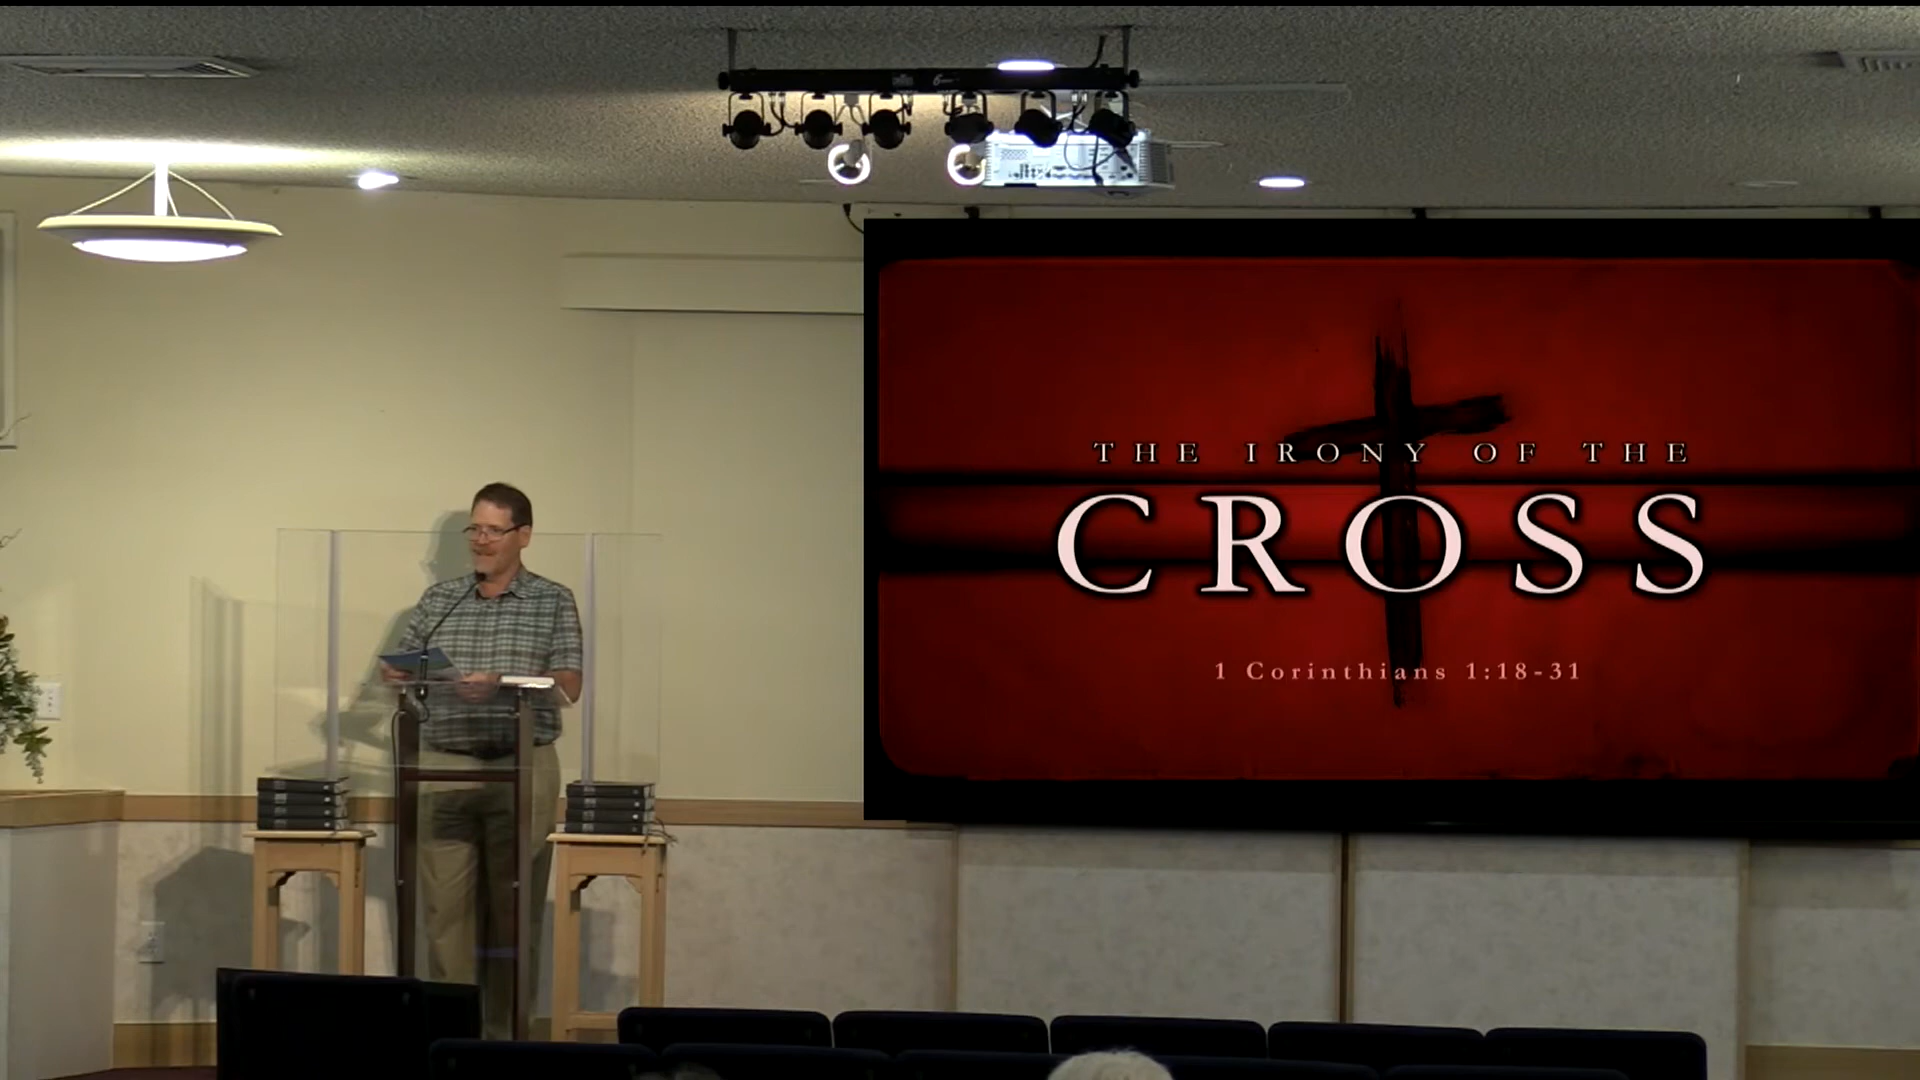 THE IRONY OF THE
CROSS
1 Corinthians 1:18-31